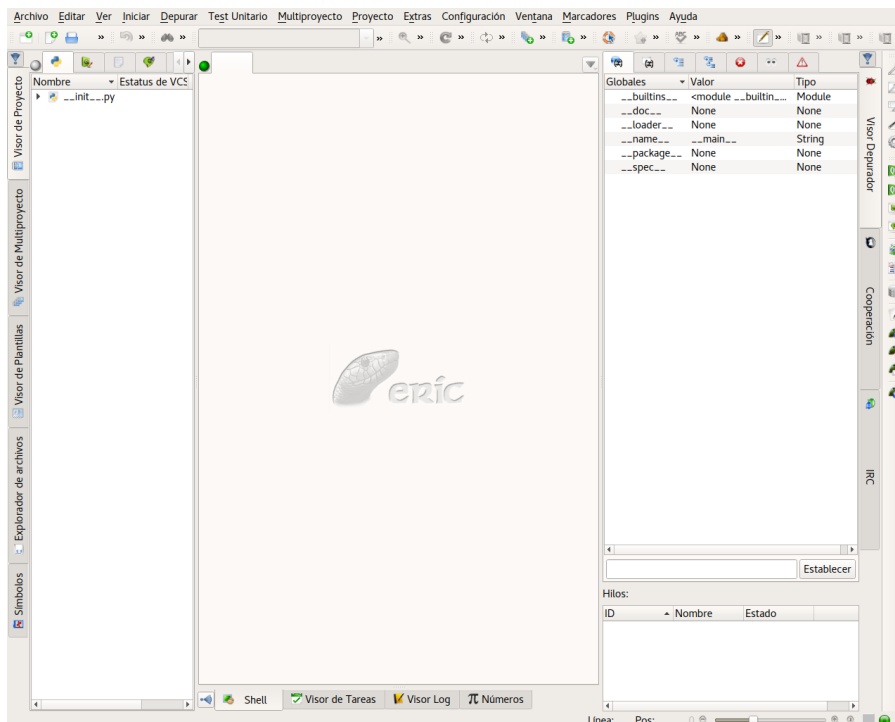 Archivo Editar Ver Iniciar Depurar Test Unitario Multiproyecto Proyecto Extras Configuración Ventana Marcadores Plugins Ayuda
Nombre Estatus de VCS
__init__.py
Visor de Proyecto
Visor de Multiproyecto
Visor de Plantillas
Explorador de archivos
Símbolos
eric
Globales Valor Tipo
__builtins__ <module __builtin_... Module
__doc__ None None
__loader__ None None
__name__ __main__ String
__package__ None None
__spec__ None None
Establecer
Hilos:
ID Nombre Estado
Visor Depurador
Cooperación
IRC
Shell Visor de Tareas Visor Log Números
Línea: Pos: 0